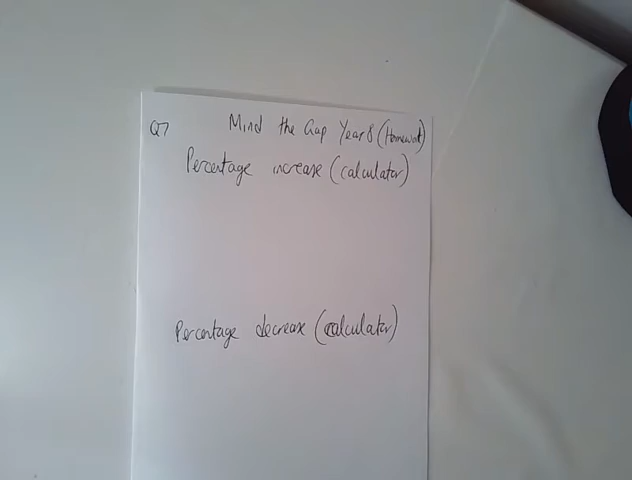 Q7 Mind the Gap Year 8 (Homework)
Percentage increase (calculator)
Percentage decrease (calculator)